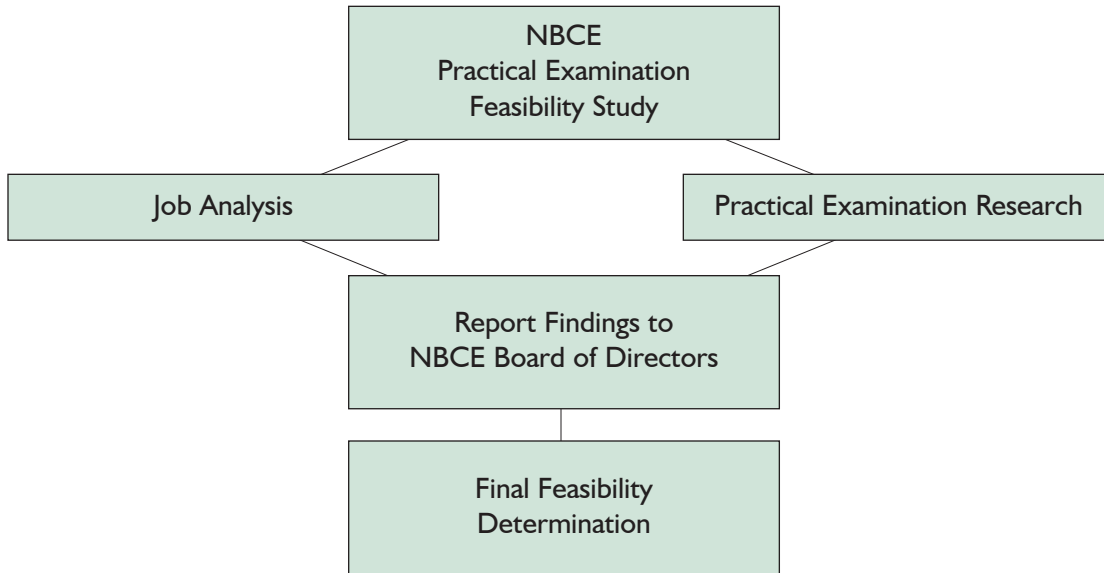 NBCE
Practical Examination
Feasibility Study
Job Analysis
Practical Examination Research
Report Findings to
NBCE Board of Directors
Final Feasibility
Determination